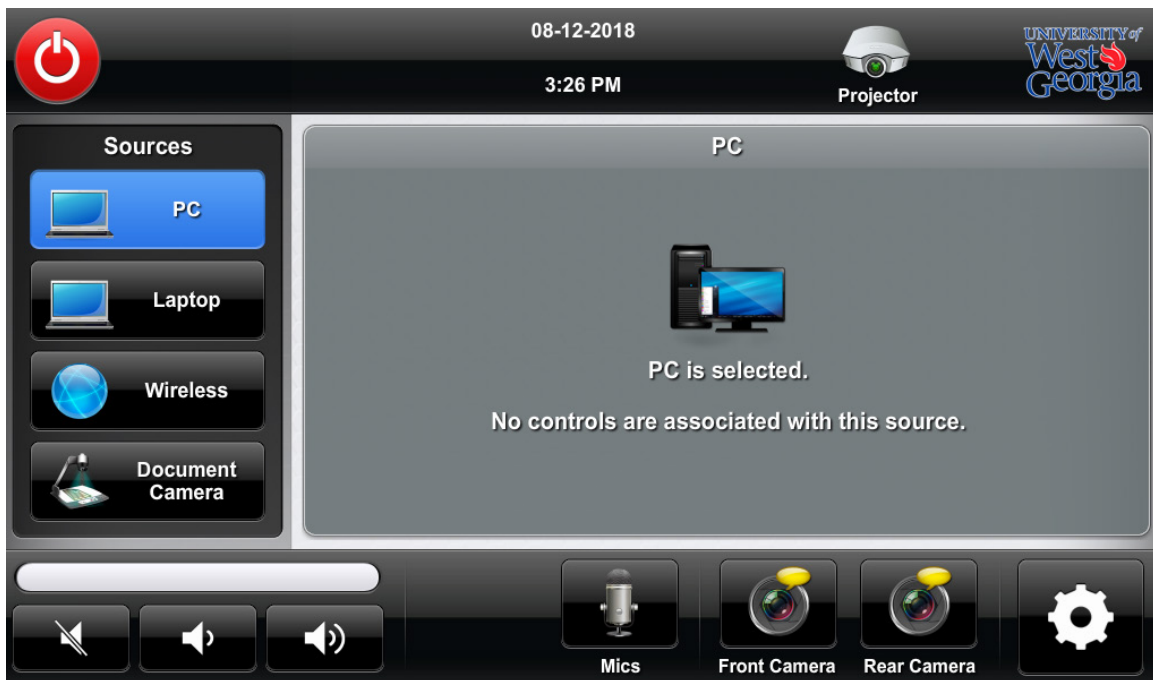 08-12-2018
3:26 PM
Projector
UNIVERSITY of
West
Georgia
Sources
PC
Laptop
Wireless
Document
Camera
PC
PC is selected.
No controls are associated with this source.
Mics
Front Camera
Rear Camera